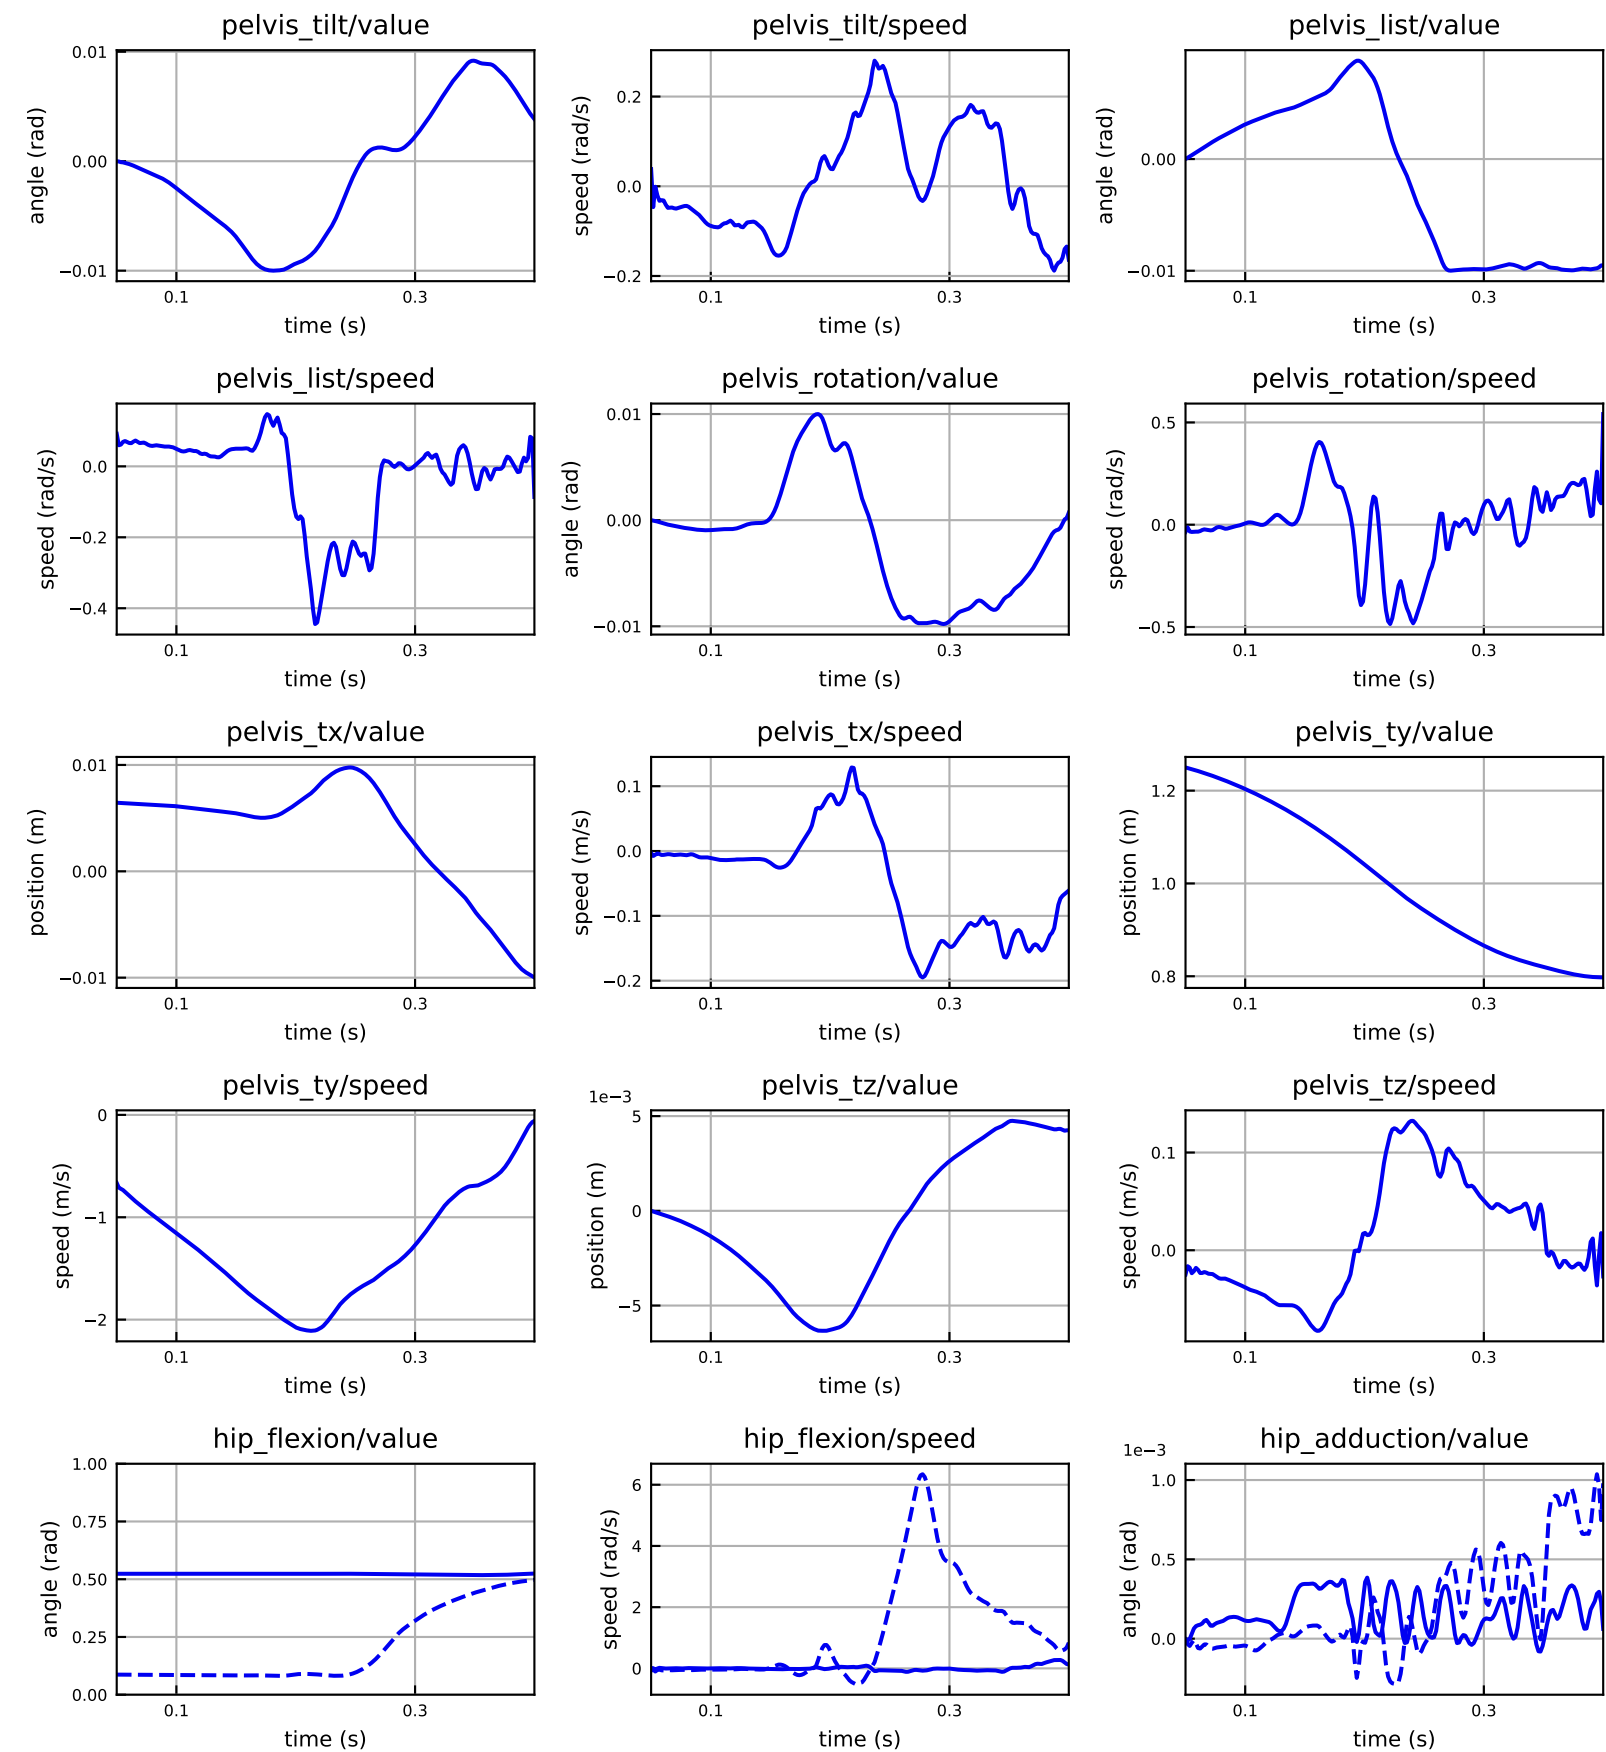 pelvis_tilt/value
0.01
0.00
−0.01
angle (rad)
0.1 0.3
time (s)
pelvis_tilt/speed
0.2
0.0
−0.2
speed (rad/s)
0.1 0.3
time (s)
pelvis_list/value
0.00
−0.01
angle (rad)
0.1 0.3
time (s)
pelvis_list/speed
0.0
−0.2
−0.4
speed (rad/s)
0.1 0.3
time (s)
pelvis_rotation/value
0.01
0.00
−0.01
angle (rad)
0.1 0.3
time (s)
pelvis_rotation/speed
0.5
0.0
−0.5
speed (rad/s)
0.1 0.3
time (s)
pelvis_tx/value
0.01
0.00
−0.01
position (m)
0.1 0.3
time (s)
pelvis_tx/speed
0.1
0.0
−0.1
−0.2
speed (m/s)
0.1 0.3
time (s)
pelvis_ty/value
1.2
1.0
0.8
position (m)
0.1 0.3
time (s)
pelvis_ty/speed
0
−1
−2
speed (m/s)
0.1 0.3
time (s)
pelvis_tz/value
1e−3
5
0
−5
position (m)
0.1 0.3
time (s)
pelvis_tz/speed
0.1
0.0
speed (m/s)
0.1 0.3
time (s)
hip_flexion/value
1.00
0.75
0.50
0.25
0.00
angle (rad)
0.1 0.3
time (s)
hip_flexion/speed
6
4
2
0
speed (rad/s)
0.1 0.3
time (s)
hip_adduction/value
1e−3
1.0
0.5
0.0
angle (rad)
0.1 0.3
time (s)